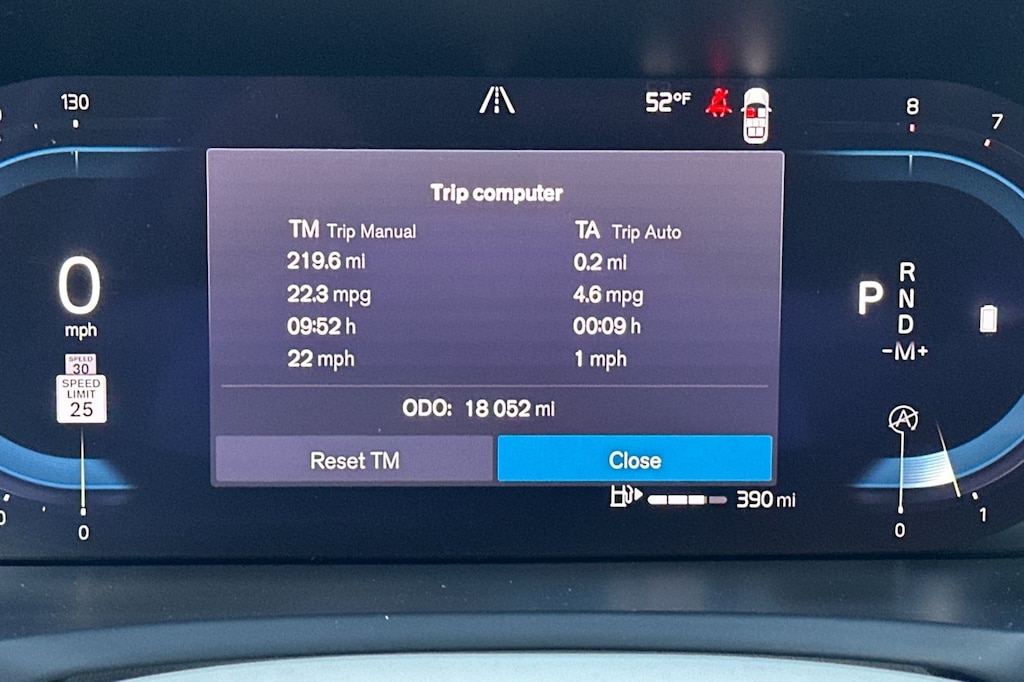 130
52°F
8
7
Trip computer
TM Trip Manual
219.6 mi
22.3 mpg
09:52 h
22 mph
TA Trip Auto
0.2 mi
4.6 mpg
00:09 h
1 mph
ODO: 18 052 mi
Reset TM
Close
0
mph
SPEED
30
SPEED
LIMIT
25
P
R
N
D
-M+
A
390 mi
0
0
0
1